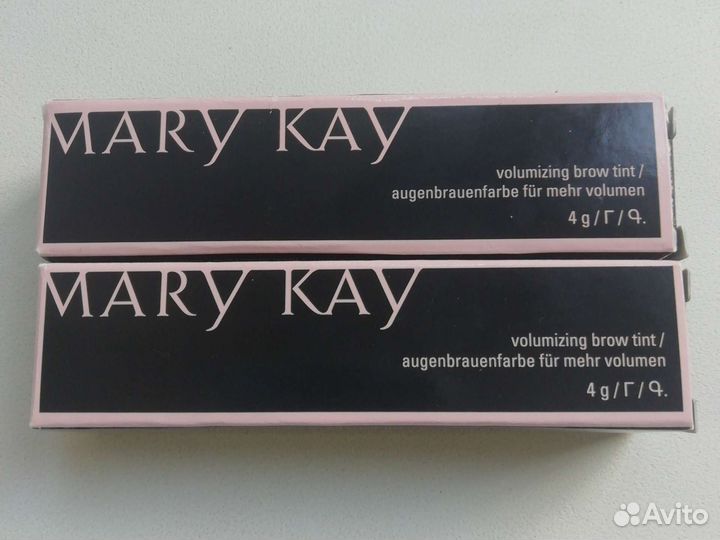 MARY KAY
volumizing brow tint /
augenbrauenfarbe für mehr volumen
4 g / Г / Գ.
MARY KAY
volumizing brow tint /
augenbrauenfarbe für mehr volumen
4 g / Г / Գ.
Avito